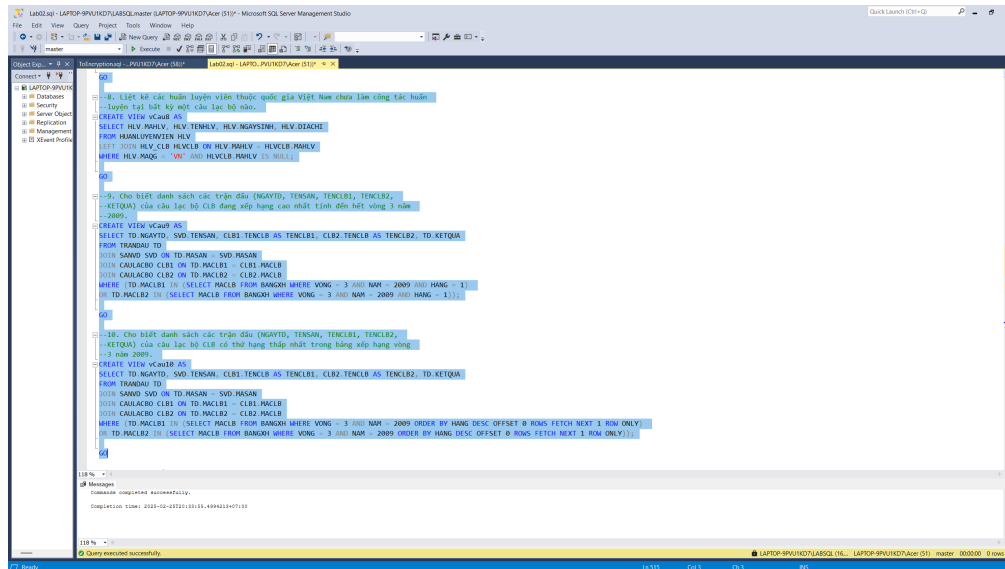 Lab02.sql - LAPTOP-9PVU1KD7\LABSQL.master (LAPTOP-9PVU1KD7\Acer (51))* - Microsoft SQL Server Management Studio
Quick Launch (Ctrl+Q)
File Edit View Query Project Tools Window Help
New Query
master
Execute
Object Exp...
TnEncryption.sql -...PVU1KD7\Acer (58))*
Lab02.sql - LAPTO...PVU1KD7\Acer (51))*
Connect
LAPTOP-9PVU1K
Databases
Security
Server Object
Replication
Management
XEvent Profile
GO
--8. Liệt kê các huấn luyện viên thuộc quốc gia Việt Nam chưa làm công tác huấn
--luyện tại bất kỳ một câu lạc bộ nào.
CREATE VIEW vCau8 AS
SELECT HLV.MAHLV, HLV.TENHLV, HLV.NGAYSINH, HLV.DIACHI
FROM HUANLUYENVIEN HLV
LEFT JOIN HLV_CLB HLVCLB ON HLV.MAHLV = HLVCLB.MAHLV
WHERE HLV.MAQG = 'VN' AND HLVCLB.MAHLV IS NULL;
GO
--9. Cho biết danh sách các trận đấu (NGAYTD, TENSAN, TENCLB1, TENCLB2,
--KETQUA) của câu lạc bộ CLB đang xếp hạng cao nhất tính đến hết vòng 3 năm
--2009.
CREATE VIEW vCau9 AS
SELECT TD.NGAYTD, SVD.TENSAN, CLB1.TENCLB AS TENCLB1, CLB2.TENCLB AS TENCLB2, TD.KETQUA
FROM TRANDAU TD
JOIN SANVD SVD ON TD.MASAN = SVD.MASAN
JOIN CAULACBO CLB1 ON TD.MACLB1 = CLB1.MACLB
JOIN CAULACBO CLB2 ON TD.MACLB2 = CLB2.MACLB
WHERE (TD.MACLB1 IN (SELECT MACLB FROM BANGXH WHERE VONG = 3 AND NAM = 2009 AND HANG = 1)
OR TD.MACLB2 IN (SELECT MACLB FROM BANGXH WHERE VONG = 3 AND NAM = 2009 AND HANG = 1));
GO
--10. Cho biết danh sách các trận đấu (NGAYTD, TENSAN, TENCLB1, TENCLB2,
--KETQUA) của câu lạc bộ CLB có thứ hạng thấp nhất trong bảng xếp hạng vòng
--3 năm 2009.
CREATE VIEW vCau10 AS
SELECT TD.NGAYTD, SVD.TENSAN, CLB1.TENCLB AS TENCLB1, CLB2.TENCLB AS TENCLB2, TD.KETQUA
FROM TRANDAU TD
JOIN SANVD SVD ON TD.MASAN = SVD.MASAN
JOIN CAULACBO CLB1 ON TD.MACLB1 = CLB1.MACLB
JOIN CAULACBO CLB2 ON TD.MACLB2 = CLB2.MACLB
WHERE (TD.MACLB1 IN (SELECT MACLB FROM BANGXH WHERE VONG = 3 AND NAM = 2009 ORDER BY HANG DESC OFFSET 0 ROWS FETCH NEXT 1 ROW ONLY)
OR TD.MACLB2 IN (SELECT MACLB FROM BANGXH WHERE VONG = 3 AND NAM = 2009 ORDER BY HANG DESC OFFSET 0 ROWS FETCH NEXT 1 ROW ONLY));
GO
118 %
Messages
Commands completed successfully.
Completion time: 2025-02-25T20:33:55.4994213+07:00
118 %
Query executed successfully.
LAPTOP-9PVU1KD7\LABSQL (16... LAPTOP-9PVU1KD7\Acer (51) master 00:00:00 0 rows
Ready
Ln 515 Col 3 Ch 3 INS